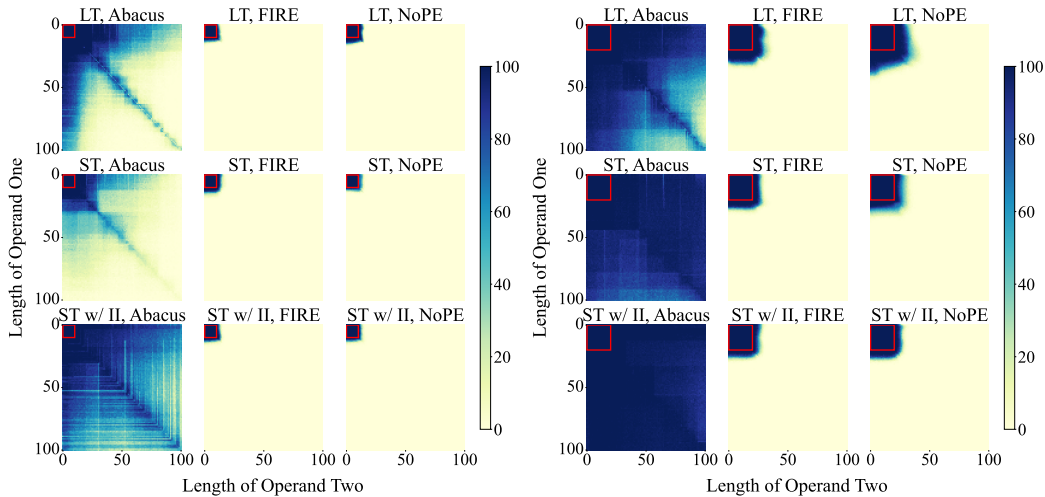 LT, Abacus
LT, FIRE
LT, NoPE
0
50
100
ST, Abacus
ST, FIRE
ST, NoPE
0
50
100
ST w/ II, Abacus
ST w/ II, FIRE
ST w/ II, NoPE
0
50
100
0 50 100
0 50 100
0 50 100
Length of Operand One
Length of Operand Two
100
80
60
40
20
0
LT, Abacus
LT, FIRE
LT, NoPE
0
50
100
ST, Abacus
ST, FIRE
ST, NoPE
0
50
100
ST w/ II, Abacus
ST w/ II, FIRE
ST w/ II, NoPE
0
50
100
0 50 100
0 50 100
0 50 100
Length of Operand One
Length of Operand Two
100
80
60
40
20
0